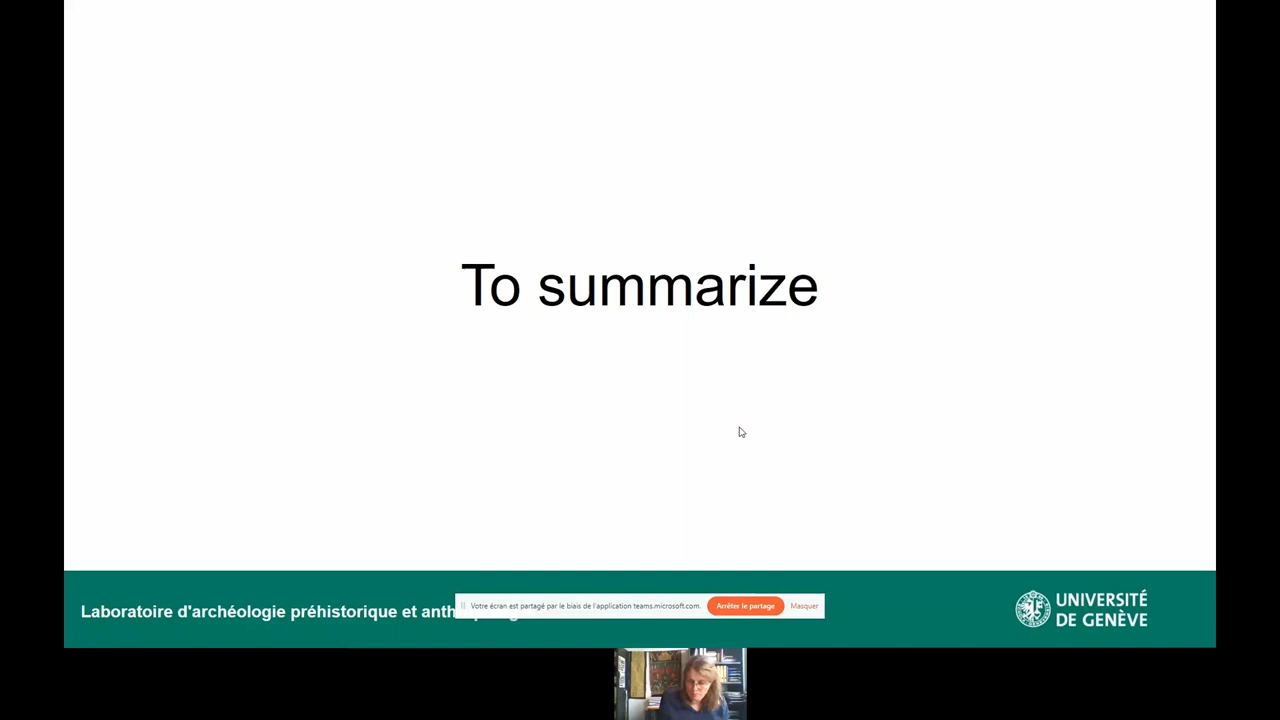 To summarize
Laboratoire d'archéologie préhistorique et
Votre écran est partagé par le biais de l'application teams.microsoft.com.
Arrêter le partage
Masquer
UNIVERSITÉ
DE GENÈVE